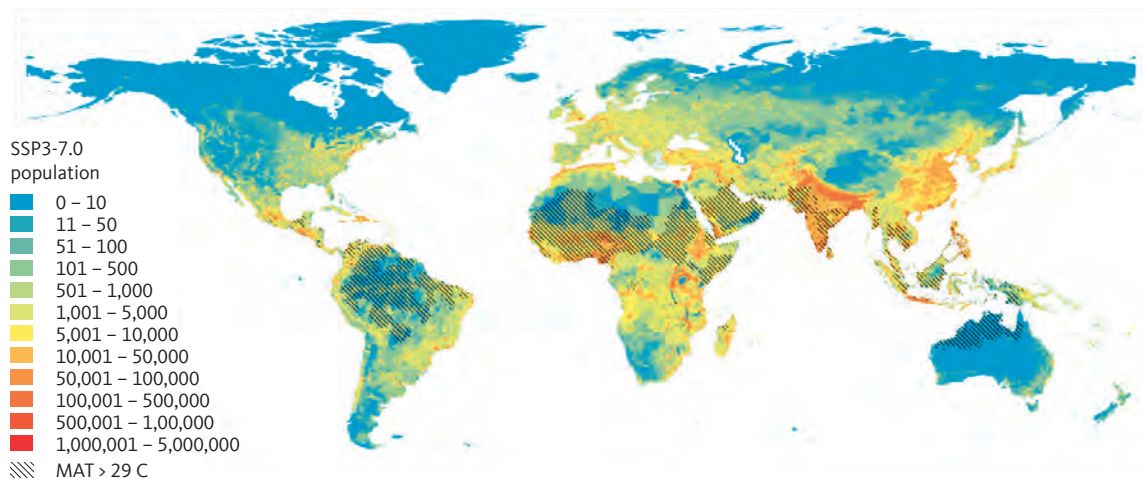 SSP3-7.0
population
0 – 10
11 – 50
51 – 100
101 – 500
501 – 1,000
1,001 – 5,000
5,001 – 10,000
10,001 – 50,000
50,001 – 100,000
100,001 – 500,000
500,001 – 1,00,000
1,000,001 – 5,000,000
MAT > 29 C